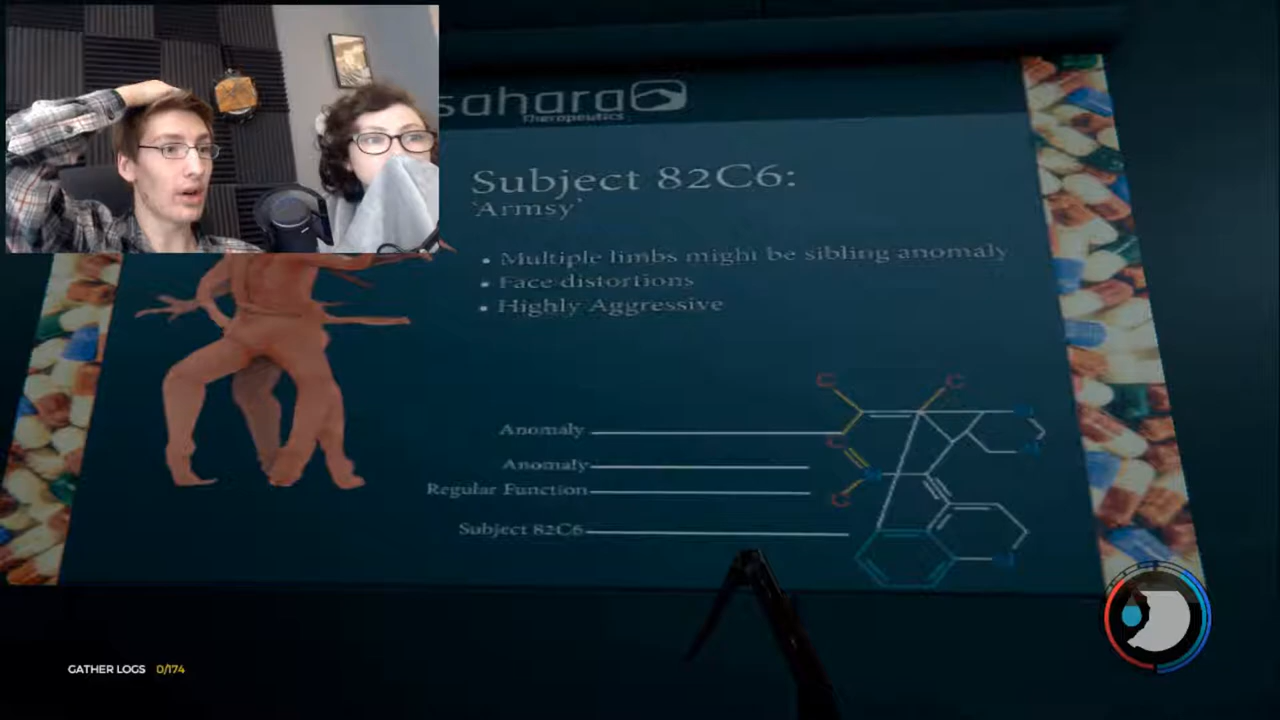 sahara
Therapeutics
Subject 82C6:
'Armsy'
• Multiple limbs might be sibling anomaly
• Face distortions
• Highly Aggressive
C C
Anomaly
C
Anomaly
Regular Function
C
Subject 82C6
GATHER LOGS 0/174